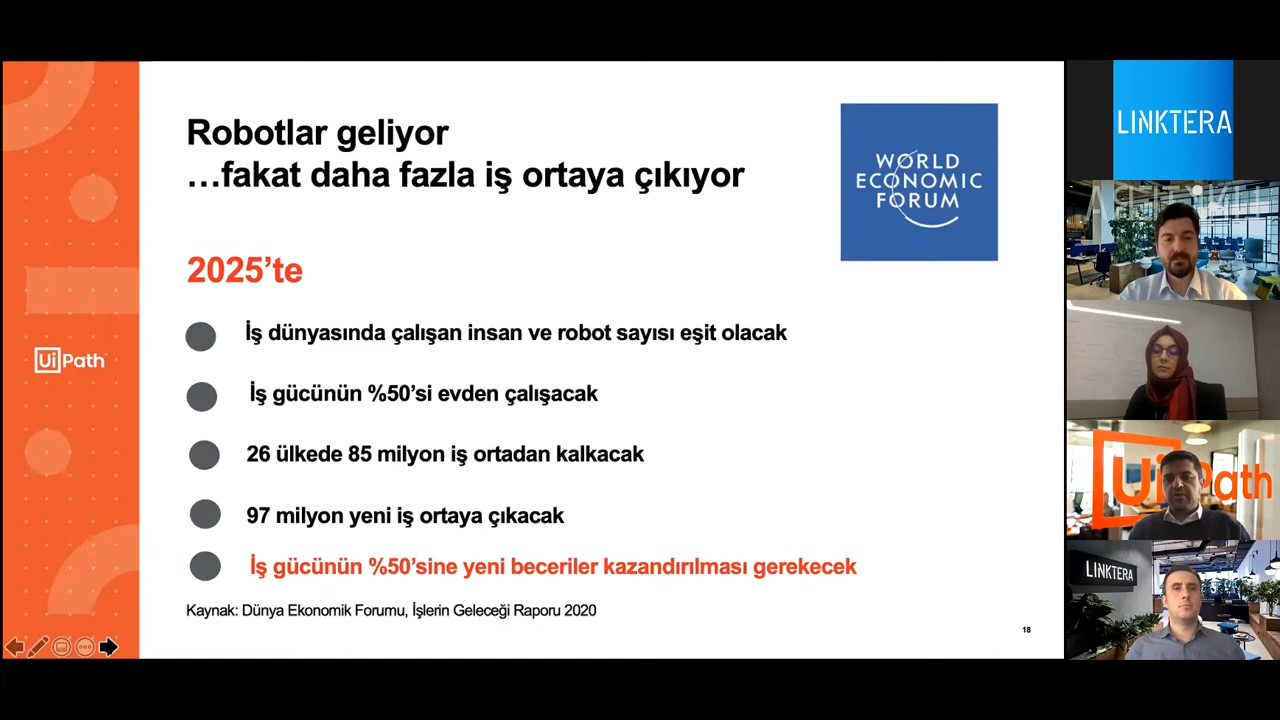 Robotlar geliyor
...fakat daha fazla iş ortaya çıkıyor
WORLD
ECONOMIC
FORUM
2025'te
İş dünyasında çalışan insan ve robot sayısı eşit olacak
İş gücünün %50'si evden çalışacak
26 ülkede 85 milyon iş ortadan kalkacak
97 milyon yeni iş ortaya çıkacak
İş gücünün %50'sine yeni beceriler kazandırılması gerekecek
Kaynak: Dünya Ekonomik Forumu, İşlerin Geleceği Raporu 2020
18
UiPath
LINKTERA
LINKTERA
UiPath
LINKTERA